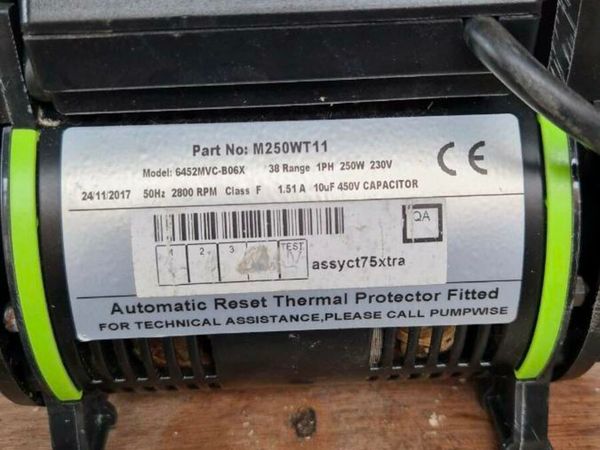 Part No: M250WT11
Model: 6452MVC-B06X 38 Range 1PH 250W 230V
24/11/2017 50Hz 2800 RPM Class F 1.51 A 10uF 450V CAPACITOR
QA
1 2 3 TEST
assyct75xtra
Automatic Reset Thermal Protector Fitted
FOR TECHNICAL ASSISTANCE,PLEASE CALL PUMPWISE
CE